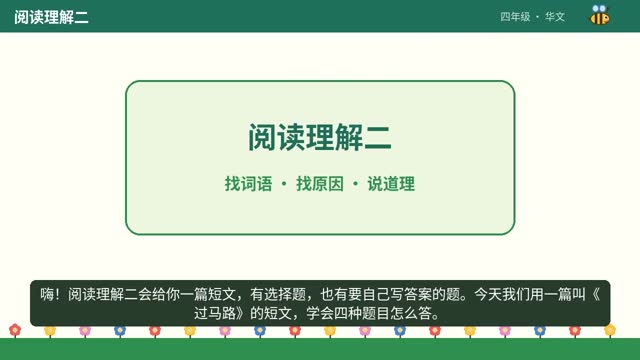 阅读理解二
四年级 · 华文
阅读理解二
找词语 · 找原因 · 说道理
嗨！阅读理解二会给你一篇短文，有选择题，也有要自己写答案的题。今天我们用一篇叫《
过马路》的短文，学会四种题目怎么答。